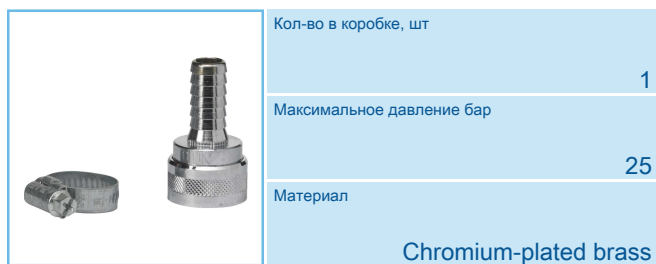 Кол-во в коробке, шт
1
Максимальное давление бар
25
Материал
Chromium-plated brass